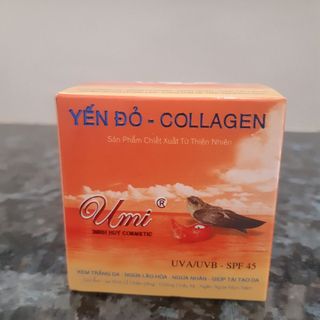 YẾN ĐỎ - COLLAGEN
Sản Phẩm Chiết Xuất Từ Thiên Nhiên
Umi ®
MINH HUY COSMETIC
UVA/UVB - SPF 45
KEM TRẮNG DA - NGỪA LÃO HÓA - NGỪA NHĂN - GIÚP TÁI TẠO DA